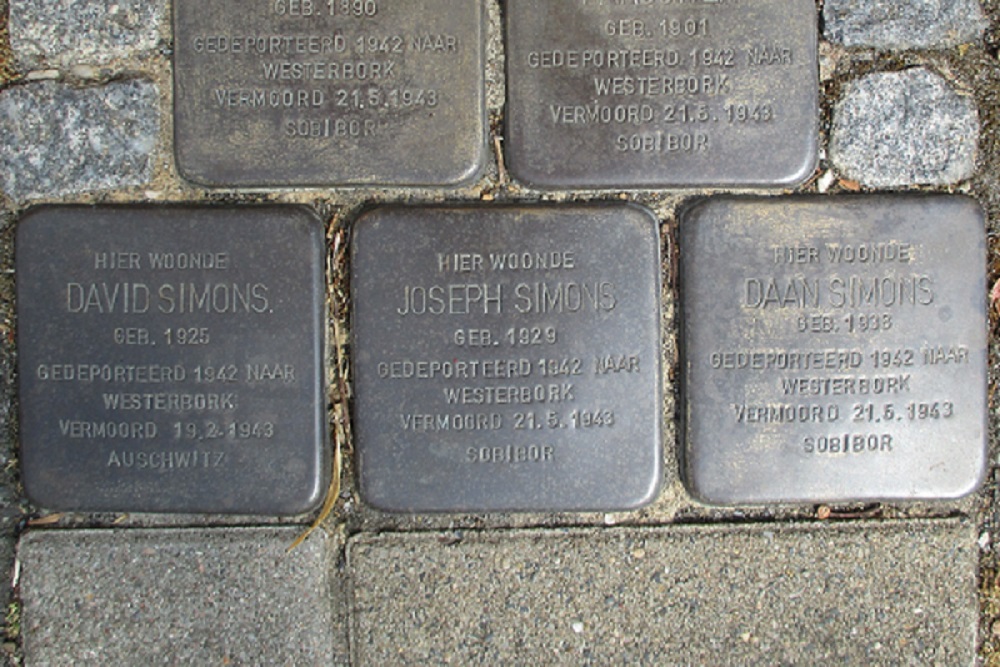 GEB. 1890
GEDEPORTEERD 1942 NAAR
WESTERBORK
VERMOORD 21.5.1943
SOBIBOR
GEB. 1901
GEDEPORTEERD 1942 NAAR
WESTERBORK
VERMOORD 21.5.1943
SOBIBOR
HIER WOONDE
DAVID SIMONS
GEB. 1925
GEDEPORTEERD 1942 NAAR
WESTERBORK
VERMOORD 19.2.1943
AUSCHWITZ
HIER WOONDE
JOSEPH SIMONS
GEB. 1929
GEDEPORTEERD 1942 NAAR
WESTERBORK
VERMOORD 21.5.1943
SOBIBOR
HIER WOONDE
DAAN SIMONS
GEB. 1938
GEDEPORTEERD 1942 NAAR
WESTERBORK
VERMOORD 21.5.1943
SOBIBOR